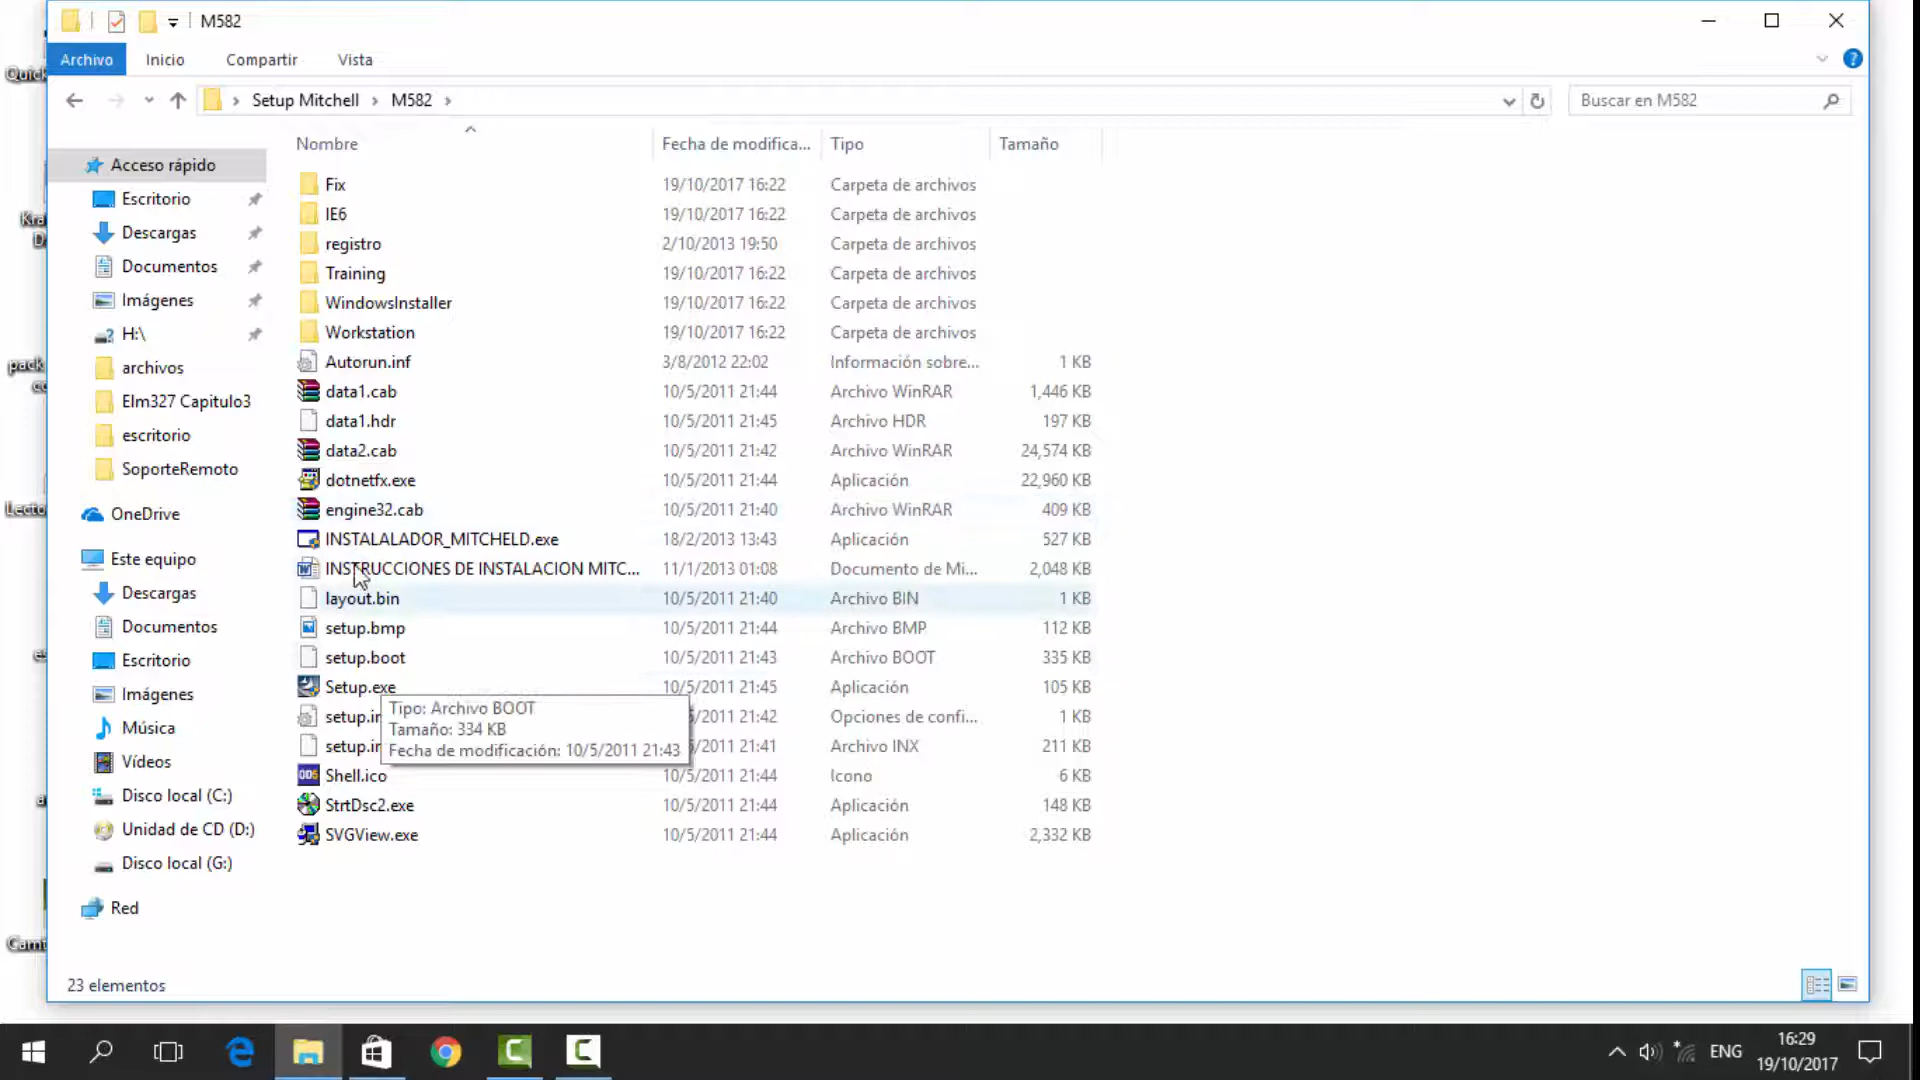 M582
Archivo Inicio Compartir Vista
Setup Mitchell M582
Buscar en M582
Nombre Fecha de modifica... Tipo Tamaño
Acceso rápido
Escritorio
Descargas
Documentos
Imágenes
H:\
archivos
Elm327 Capitulo3
escritorio
SoporteRemoto
OneDrive
Este equipo
Descargas
Documentos
Escritorio
Imágenes
Música
Vídeos
Disco local (C:)
Unidad de CD (D:)
Disco local (G:)
Red
Fix 19/10/2017 16:22 Carpeta de archivos
IE6 19/10/2017 16:22 Carpeta de archivos
registro 2/10/2013 19:50 Carpeta de archivos
Training 19/10/2017 16:22 Carpeta de archivos
WindowsInstaller 19/10/2017 16:22 Carpeta de archivos
Workstation 19/10/2017 16:22 Carpeta de archivos
Autorun.inf 3/8/2012 22:02 Información sobre... 1 KB
data1.cab 10/5/2011 21:44 Archivo WinRAR 1,446 KB
data1.hdr 10/5/2011 21:45 Archivo HDR 197 KB
data2.cab 10/5/2011 21:42 Archivo WinRAR 24,574 KB
dotnetfx.exe 10/5/2011 21:44 Aplicación 22,960 KB
engine32.cab 10/5/2011 21:40 Archivo WinRAR 409 KB
INSTALALADOR_MITCHELD.exe 18/2/2013 13:43 Aplicación 527 KB
INSTRUCCIONES DE INSTALACION MITC... 11/1/2013 01:08 Documento de Mi... 2,048 KB
layout.bin 10/5/2011 21:40 Archivo BIN 1 KB
setup.bmp 10/5/2011 21:44 Archivo BMP 112 KB
setup.boot 10/5/2011 21:43 Archivo BOOT 335 KB
Setup.exe 10/5/2011 21:45 Aplicación 105 KB
setup.in /5/2011 21:42 Opciones de confi... 1 KB
setup.in /5/2011 21:41 Archivo INX 211 KB
Shell.ico 10/5/2011 21:44 Icono 6 KB
StrtDsc2.exe 10/5/2011 21:44 Aplicación 148 KB
SVGView.exe 10/5/2011 21:44 Aplicación 2,332 KB
Tipo: Archivo BOOT
Tamaño: 334 KB
Fecha de modificación: 10/5/2011 21:43
23 elementos
ENG
16:29
19/10/2017